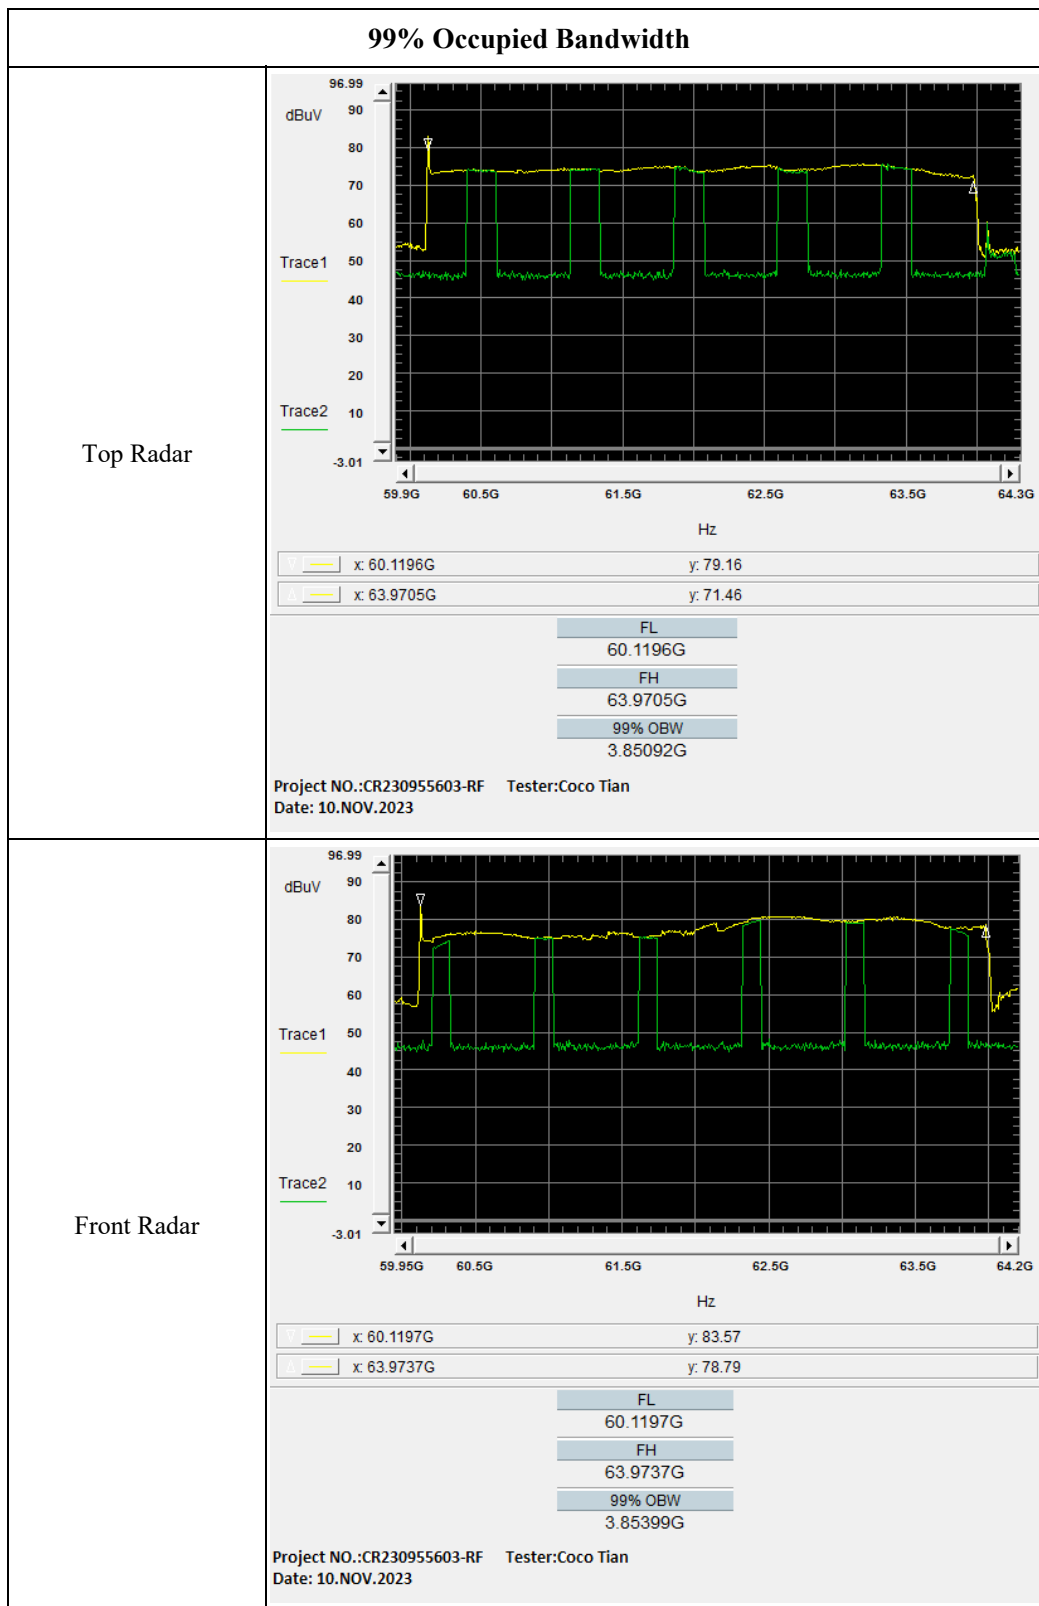 99% Occupied Bandwidth
Top Radar
96.99
dBuV
90
80
70
60
Trace1
50
40
30
20
Trace2
10
-3.01
59.9G 60.5G 61.5G 62.5G 63.5G 64.3G
Hz
x: 60.1196G y: 79.16
x: 63.9705G y: 71.46
FL
60.1196G
FH
63.9705G
99% OBW
3.85092G
Project NO.:CR230955603-RF Tester:Coco Tian
Date: 10.NOV.2023
Front Radar
96.99
dBuV
90
80
70
60
Trace1
50
40
30
20
Trace2
10
-3.01
59.95G 60.5G 61.5G 62.5G 63.5G 64.2G
Hz
x: 60.1197G y: 83.57
x: 63.9737G y: 78.79
FL
60.1197G
FH
63.9737G
99% OBW
3.85399G
Project NO.:CR230955603-RF Tester:Coco Tian
Date: 10.NOV.2023